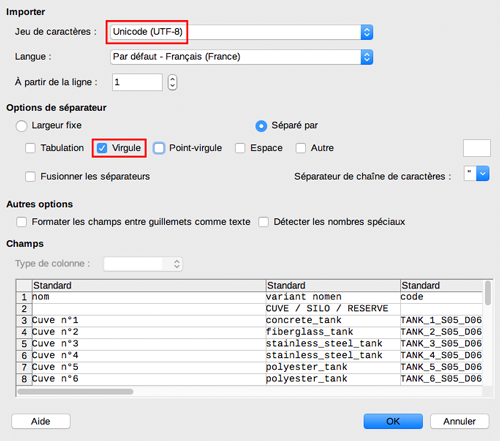 Importer
Jeu de caractères : Unicode (UTF-8)
Langue : Par défaut - Français (France)
À partir de la ligne : 1
Options de séparateur
Largeur fixe Séparé par
Tabulation Virgule Point-virgule Espace Autre
Fusionner les séparateurs Séparateur de chaîne de caractères : "
Autres options
Formater les champs entre guillemets comme texte Détecter les nombres spéciaux
Champs
Type de colonne :
Standard Standard Standard
1 nom variant nomen code
2 CUVE / SILO / RESERVE
3 Cuve n°1 concrete_tank TANK_1_S05_D06
4 Cuve n°2 fiberglass_tank TANK_2_S05_D06
5 Cuve n°3 stainless_steel_tank TANK_3_S05_D06
6 Cuve n°4 stainless_steel_tank TANK_4_S05_D06
7 Cuve n°5 polyester_tank TANK_5_S05_D06
8 Cuve n°6 polyester_tank TANK_6_S05_D06
Aide OK Annuler